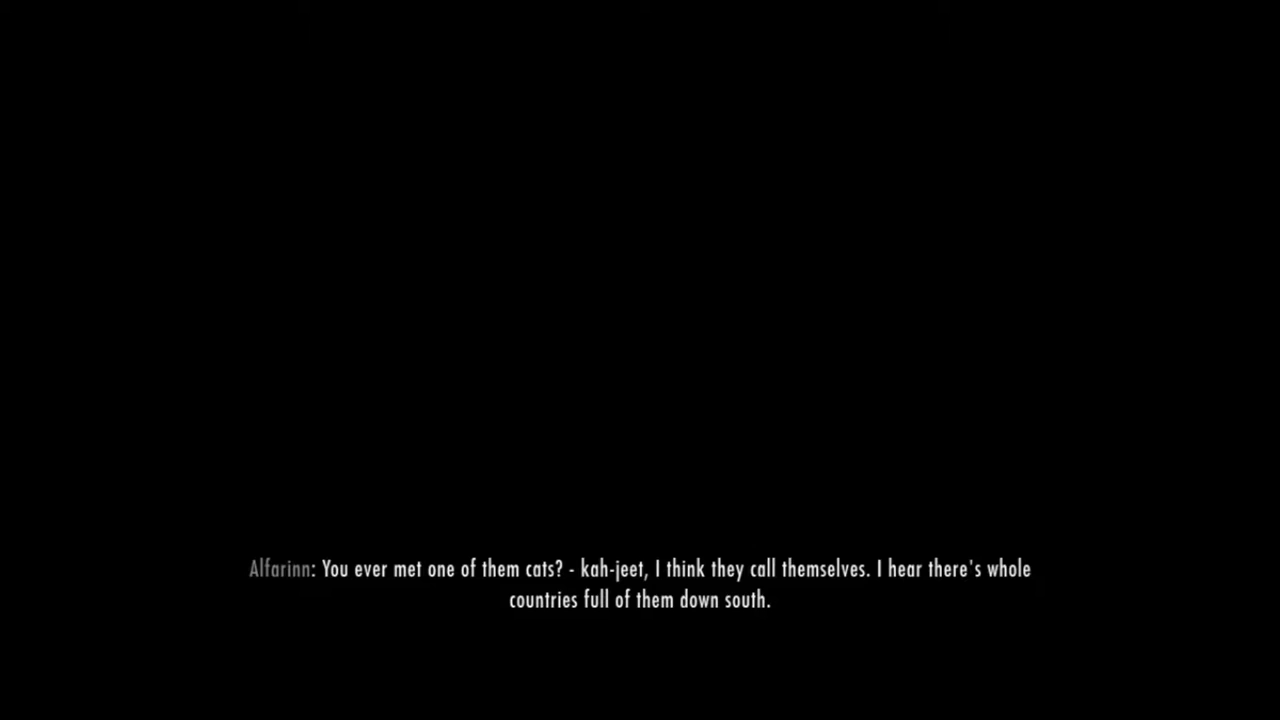 Alfarinn: You ever met one of them cats? - kah-jeet, I think they call themselves. I hear there's whole
countries full of them down south.